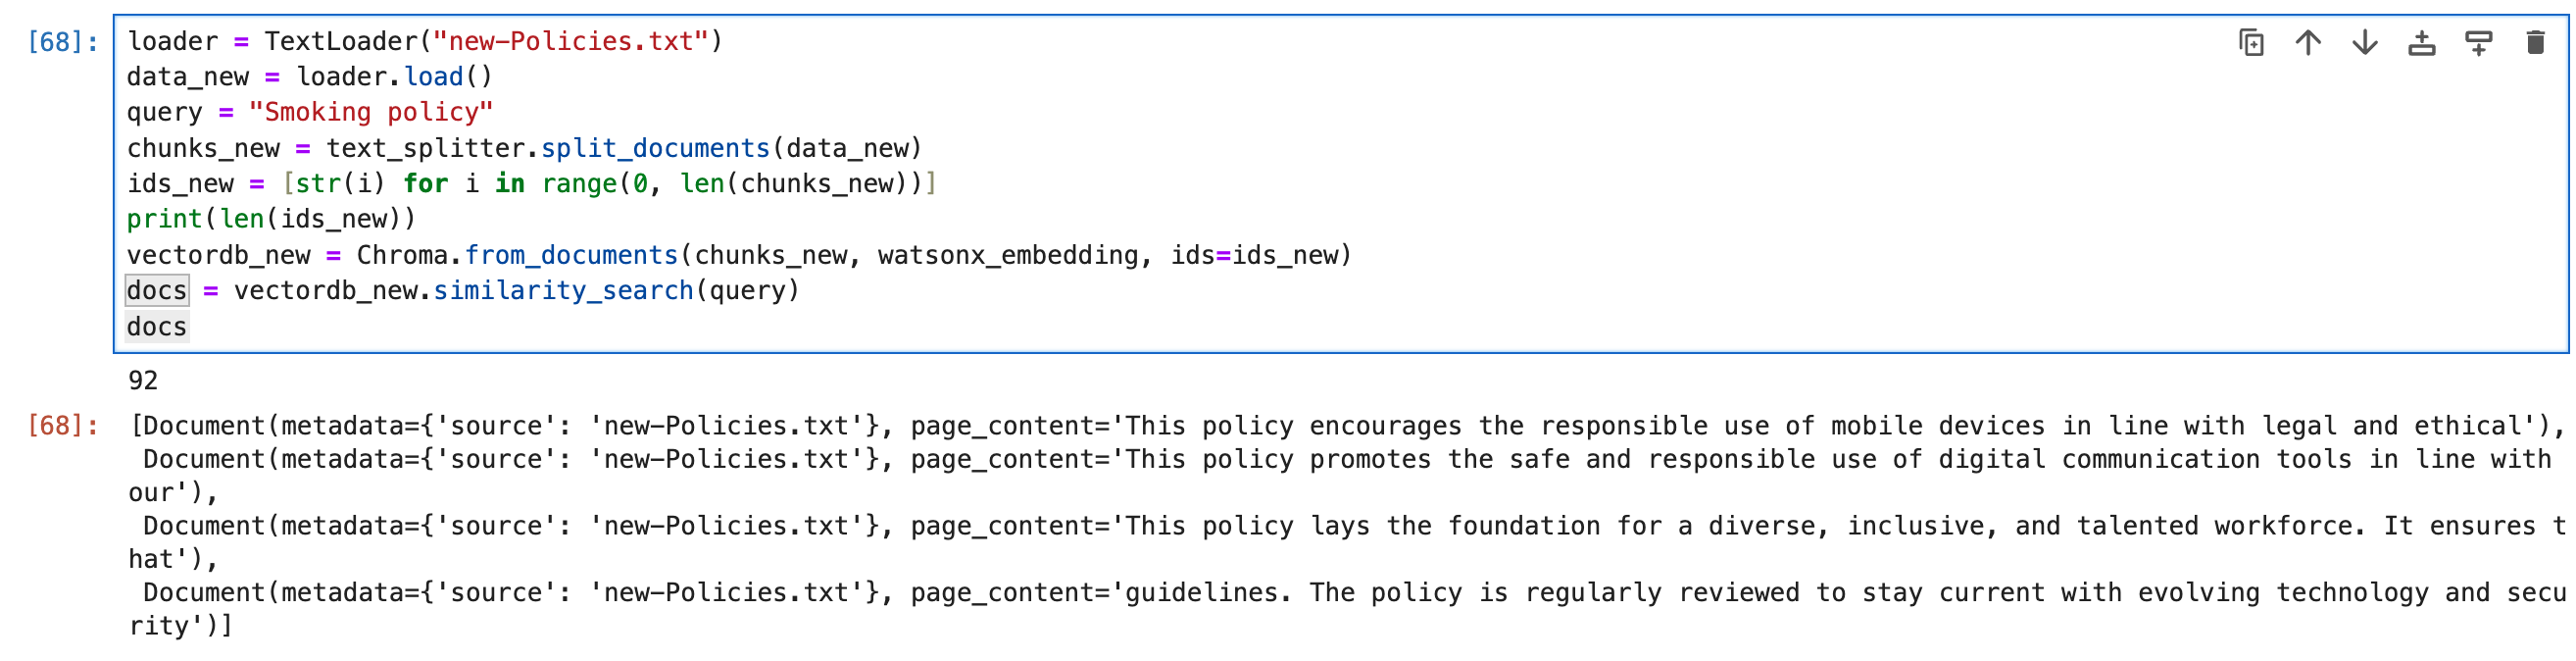 [68]: loader = TextLoader("new-Policies.txt")
data_new = loader.load()
query = "Smoking policy"
chunks_new = text_splitter.split_documents(data_new)
ids_new = [str(i) for i in range(0, len(chunks_new))]
print(len(ids_new))
vectordb_new = Chroma.from_documents(chunks_new, watsonx_embedding, ids=ids_new)
docs = vectordb_new.similarity_search(query)
docs
92
[68]: [Document(metadata={'source': 'new-Policies.txt'}, page_content='This policy encourages the responsible use of mobile devices in line with legal and ethical'),
Document(metadata={'source': 'new-Policies.txt'}, page_content='This policy promotes the safe and responsible use of digital communication tools in line with
our'),
Document(metadata={'source': 'new-Policies.txt'}, page_content='This policy lays the foundation for a diverse, inclusive, and talented workforce. It ensures t
hat'),
Document(metadata={'source': 'new-Policies.txt'}, page_content='guidelines. The policy is regularly reviewed to stay current with evolving technology and secu
rity')]